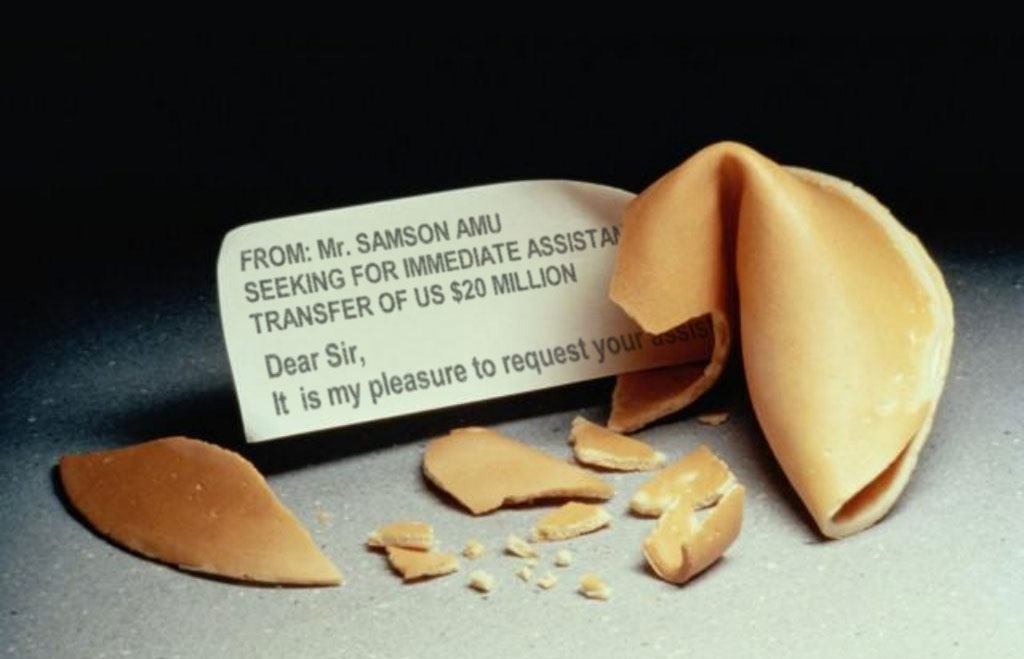 FROM: Mr. SAMSON AMU
SEEKING FOR IMMEDIATE ASSISTAN
TRANSFER OF US $20 MILLION
Dear Sir,
It is my pleasure to request your assis